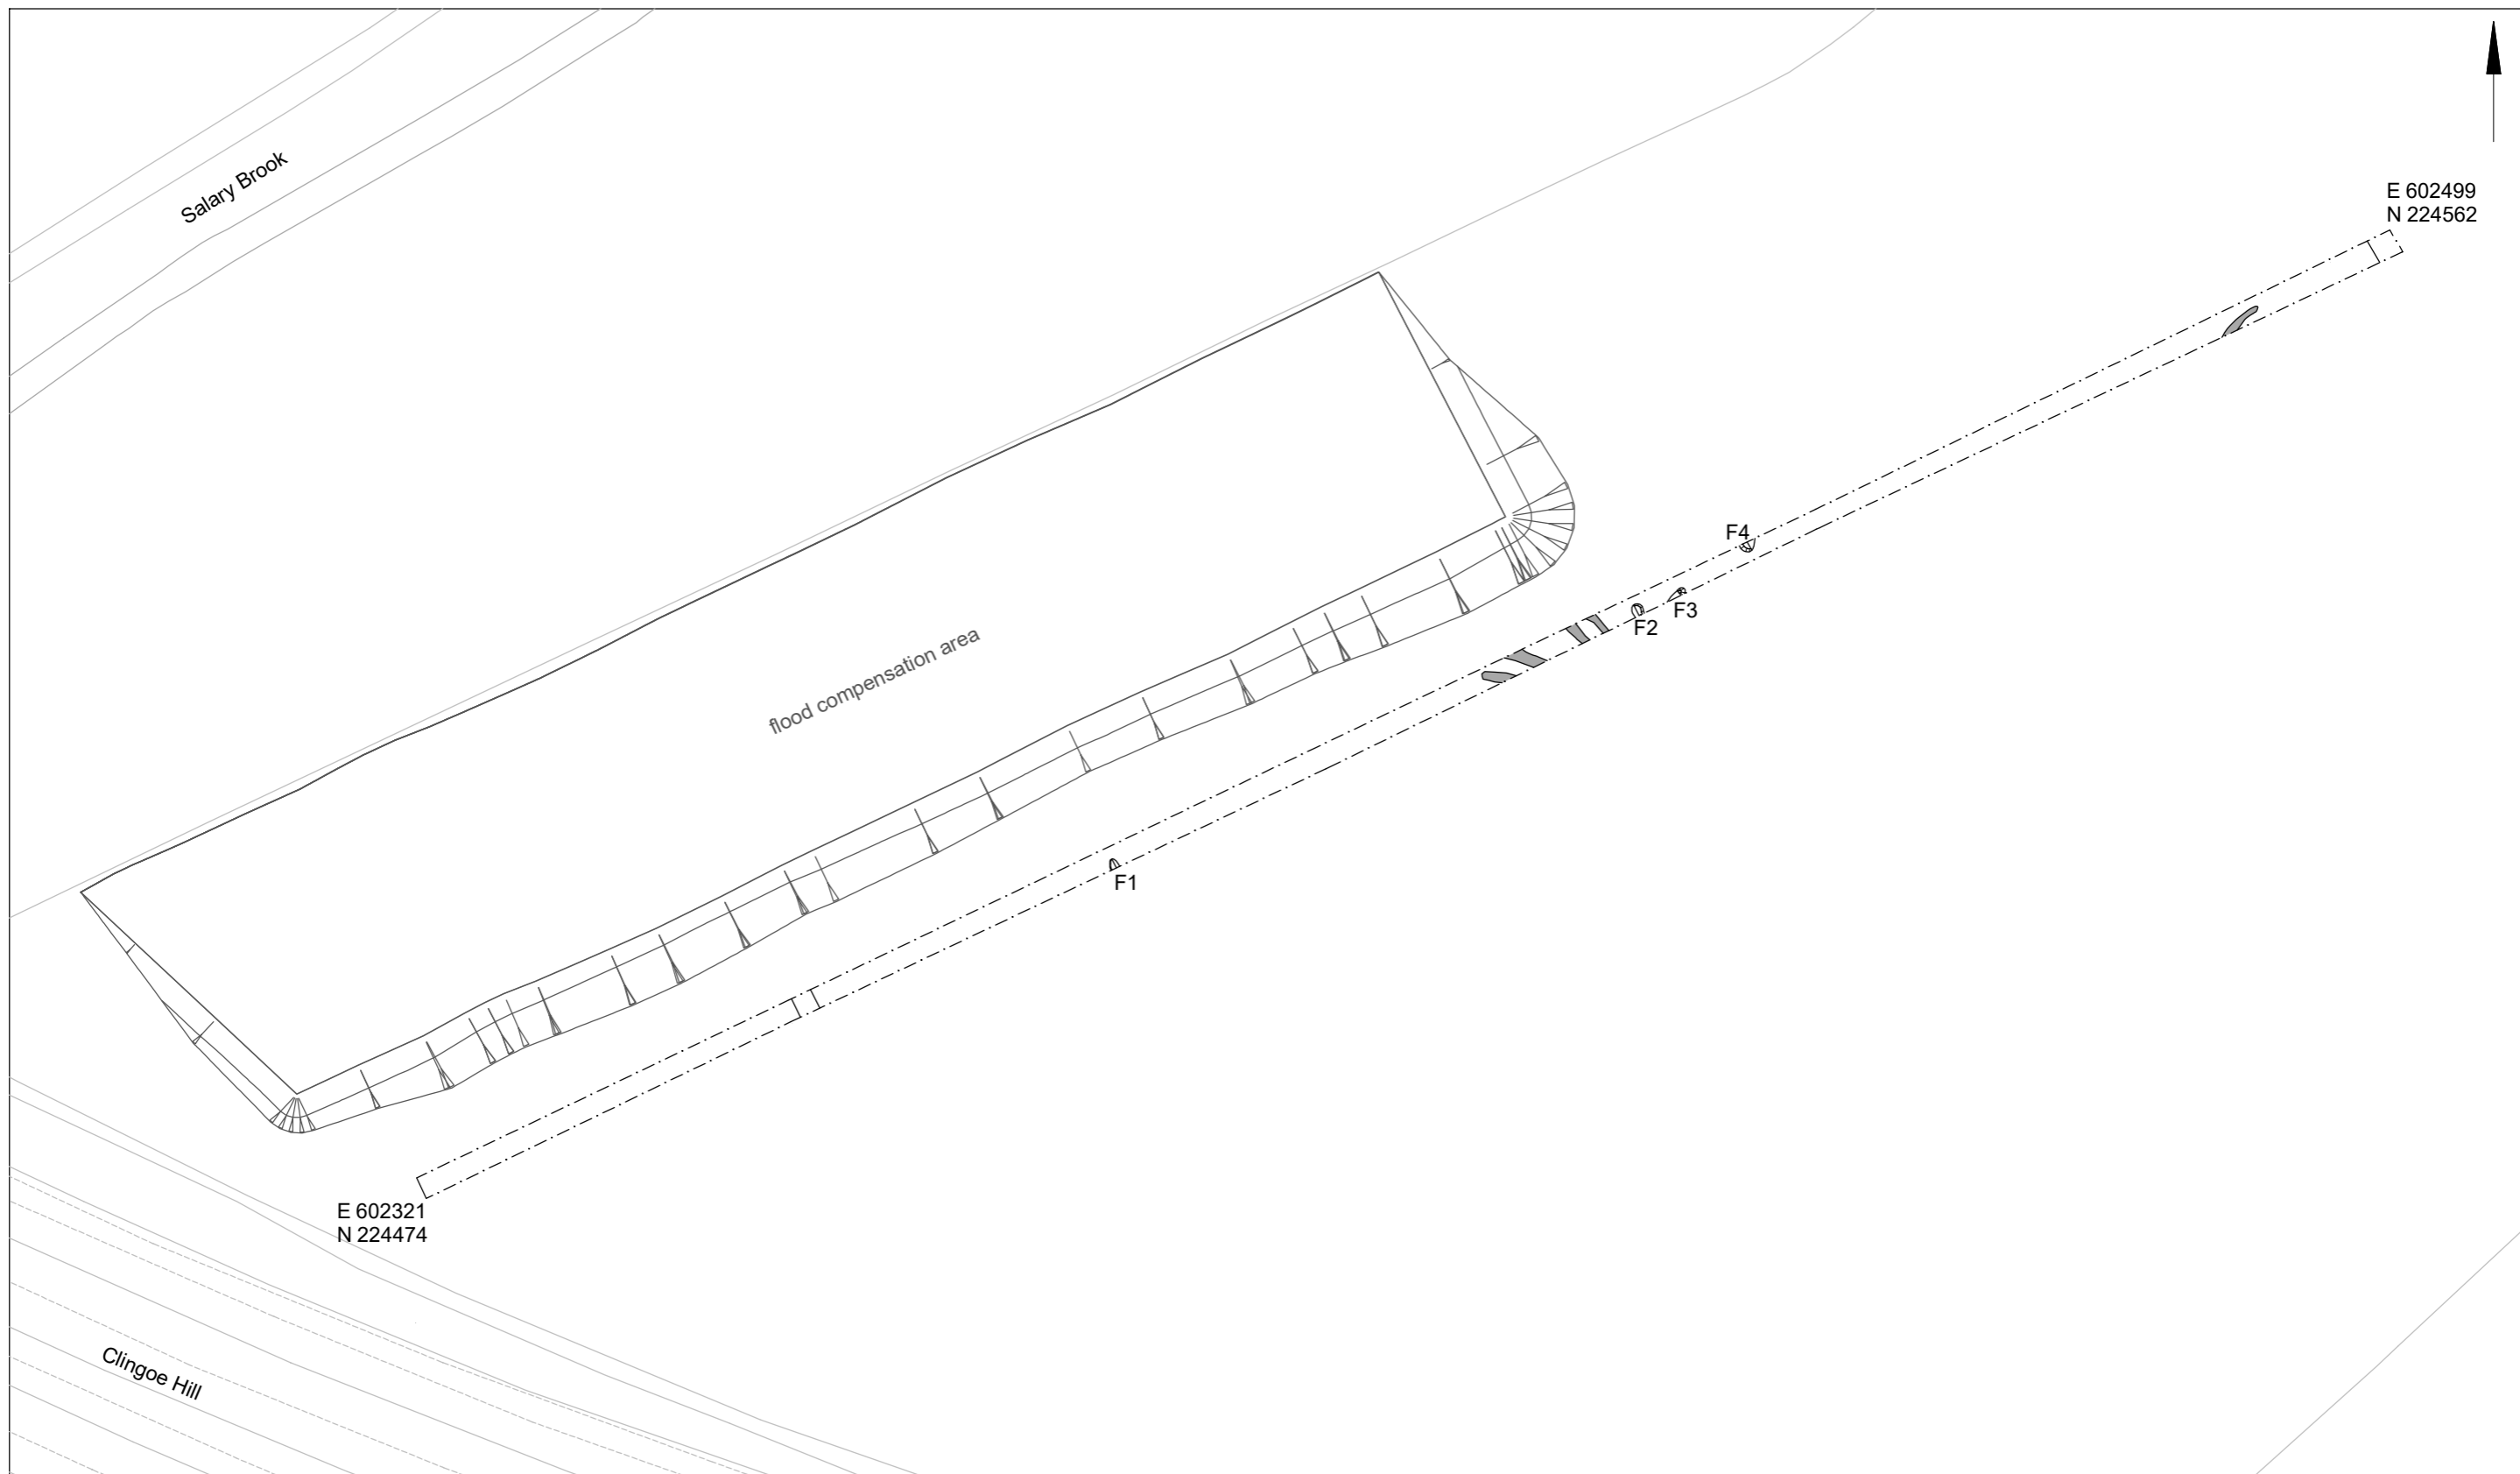 Salary Brook
E 602499
N 224562
F4
F3
F2
flood compensation area
F1
E 602321
N 224474
Clingoe Hill